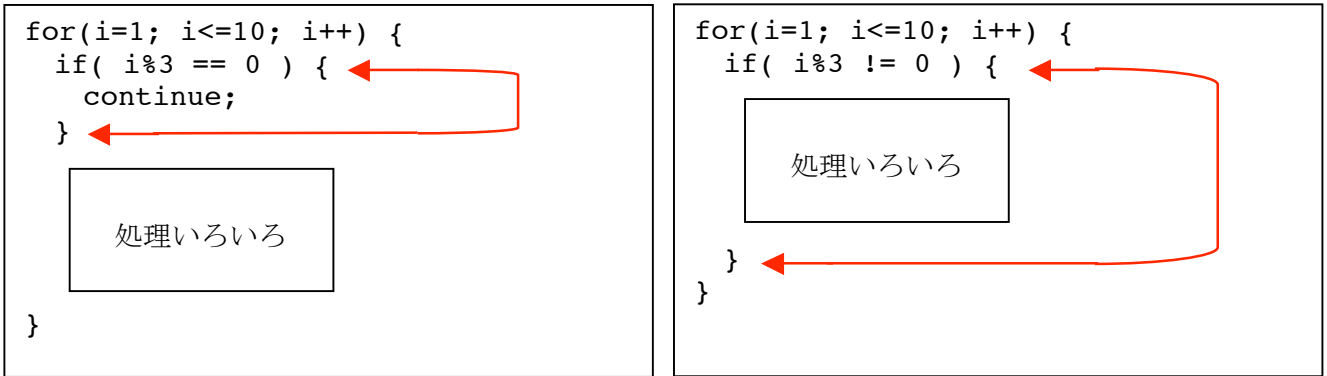 for(i=1; i<=10; i++) {
if( i%3 == 0 ) {
continue;
}
処理いろいろ
}
for(i=1; i<=10; i++) {
if( i%3 != 0 ) {
処理いろいろ
}
}